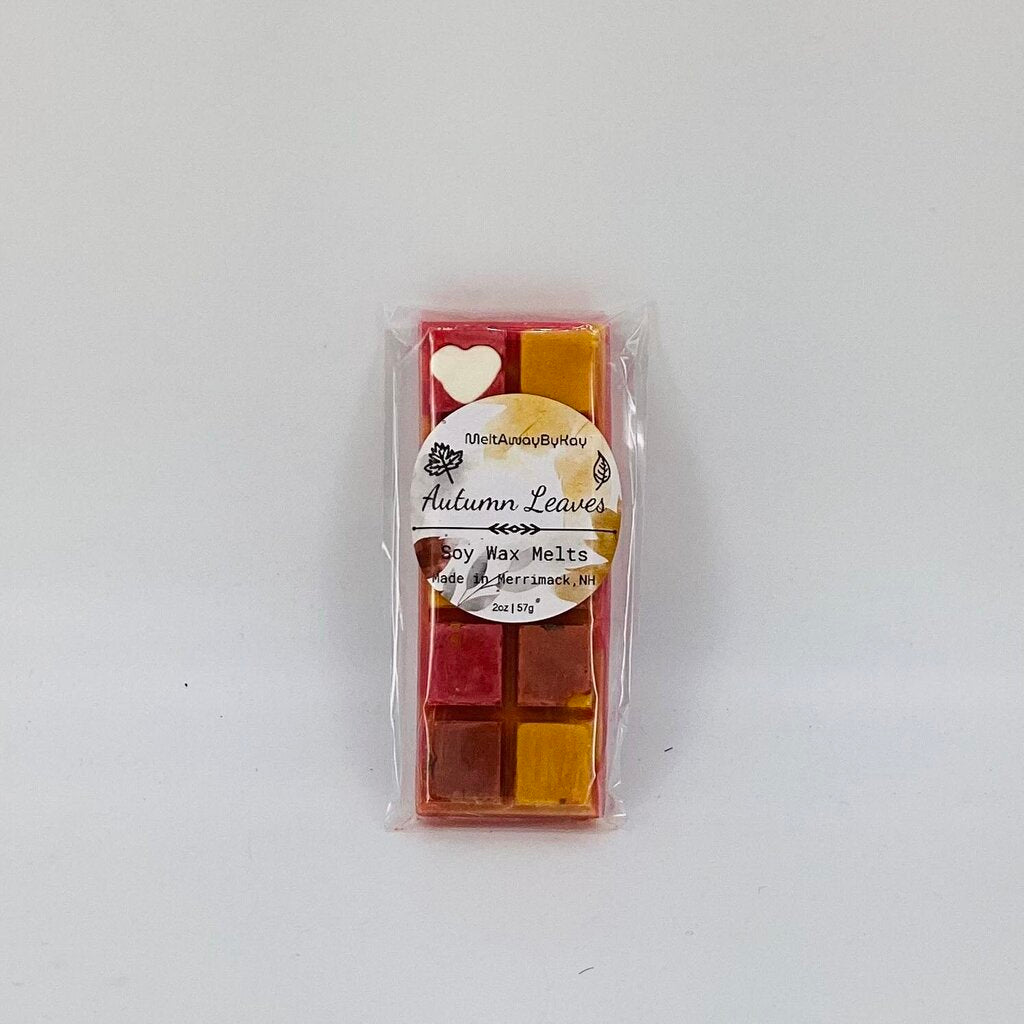 MeltAwayByKay
Autumn Leaves
Soy Wax Melts
Made in Merrimack,NH
2oz | 57g